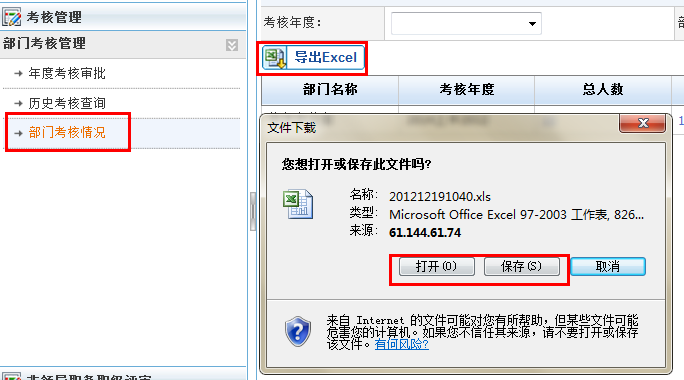 考核管理
部门考核管理
年度考核审批
历史考核查询
部门考核情况
考核年度：
导出Excel
部门名称 考核年度 总人数
文件下载
您想打开或保存此文件吗?
名称: 201212191040.xls
类型: Microsoft Office Excel 97-2003 工作表, 826...
来源: 61.144.61.74
打开(O) 保存(S) 取消
来自 Internet 的文件可能对您有所帮助，但某些文件可能
危害您的计算机。如果您不信任其来源，请不要打开或保存
该文件。有何风险?